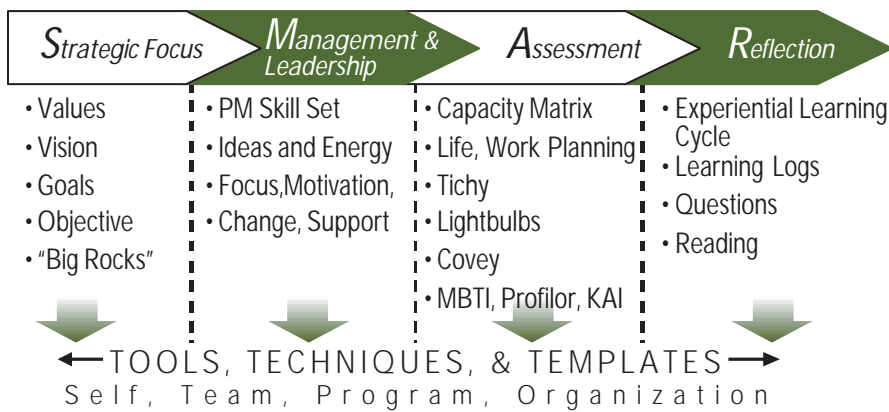 Strategic Focus
Management &
Leadership
Assessment
Reflection
• Values
• Vision
• Goals
• Objective
• “Big Rocks”
• PM Skill Set
• Ideas and Energy
• Focus,Motivation,
• Change, Support
• Capacity Matrix
• Life, Work Planning
• Tichy
• Lightbulbs
• Covey
• MBTI, Profilor, KAI
• Experiential Learning
Cycle
• Learning Logs
• Questions
• Reading
TOOLS, TECHNIQUES, & TEMPLATES
Self, Team, Program, Organization